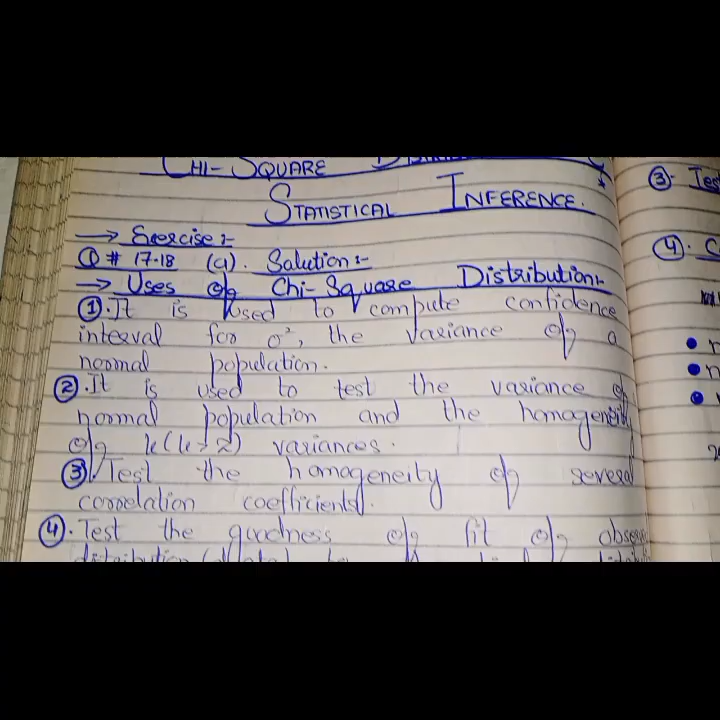 CHI-SQUARE
STATISTICAL INFERENCE.
→ Exercise:-
Q # 17.18 (a). Salution:-
→ Uses of Chi-Square Distribution:-
①. It is used to compute confidence
interval for σ², the variance of a
normal population.
②. It is used to test the variance of
normal population and the homogeneity
of k(k>2) variances.
③. Test the homogeneity of several
correlation coefficients.
④. Test the goodness of fit of
③.
④.